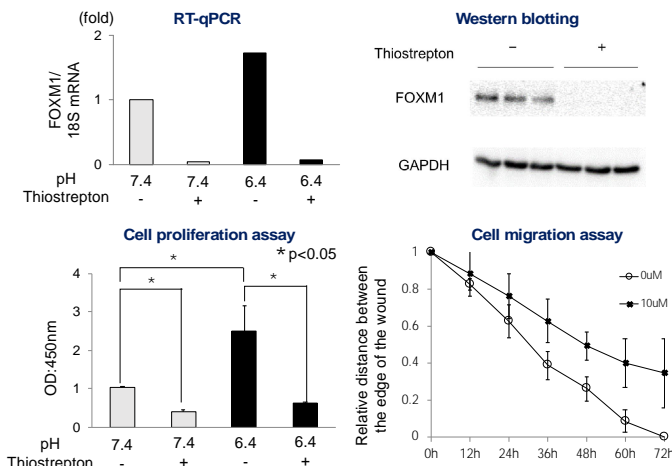 RT-qPCR
(fold)
FOXM1/
18S mRNA
2
1
0
pH 7.4 7.4 6.4 6.4
Thiostrepton - + - +
Western blotting
Thiostrepton − +
FOXM1
GAPDH
Cell proliferation assay
* p<0.05
* * *
OD:450nm
4
3
2
1
0
pH 7.4 7.4 6.4 6.4
Thiostrepton - + - +
Cell migration assay
Relative distance between
the edge of the wound
1
0.8
0.6
0.4
0.2
0
0uM
10uM
0h 12h 24h 36h 48h 60h 72h